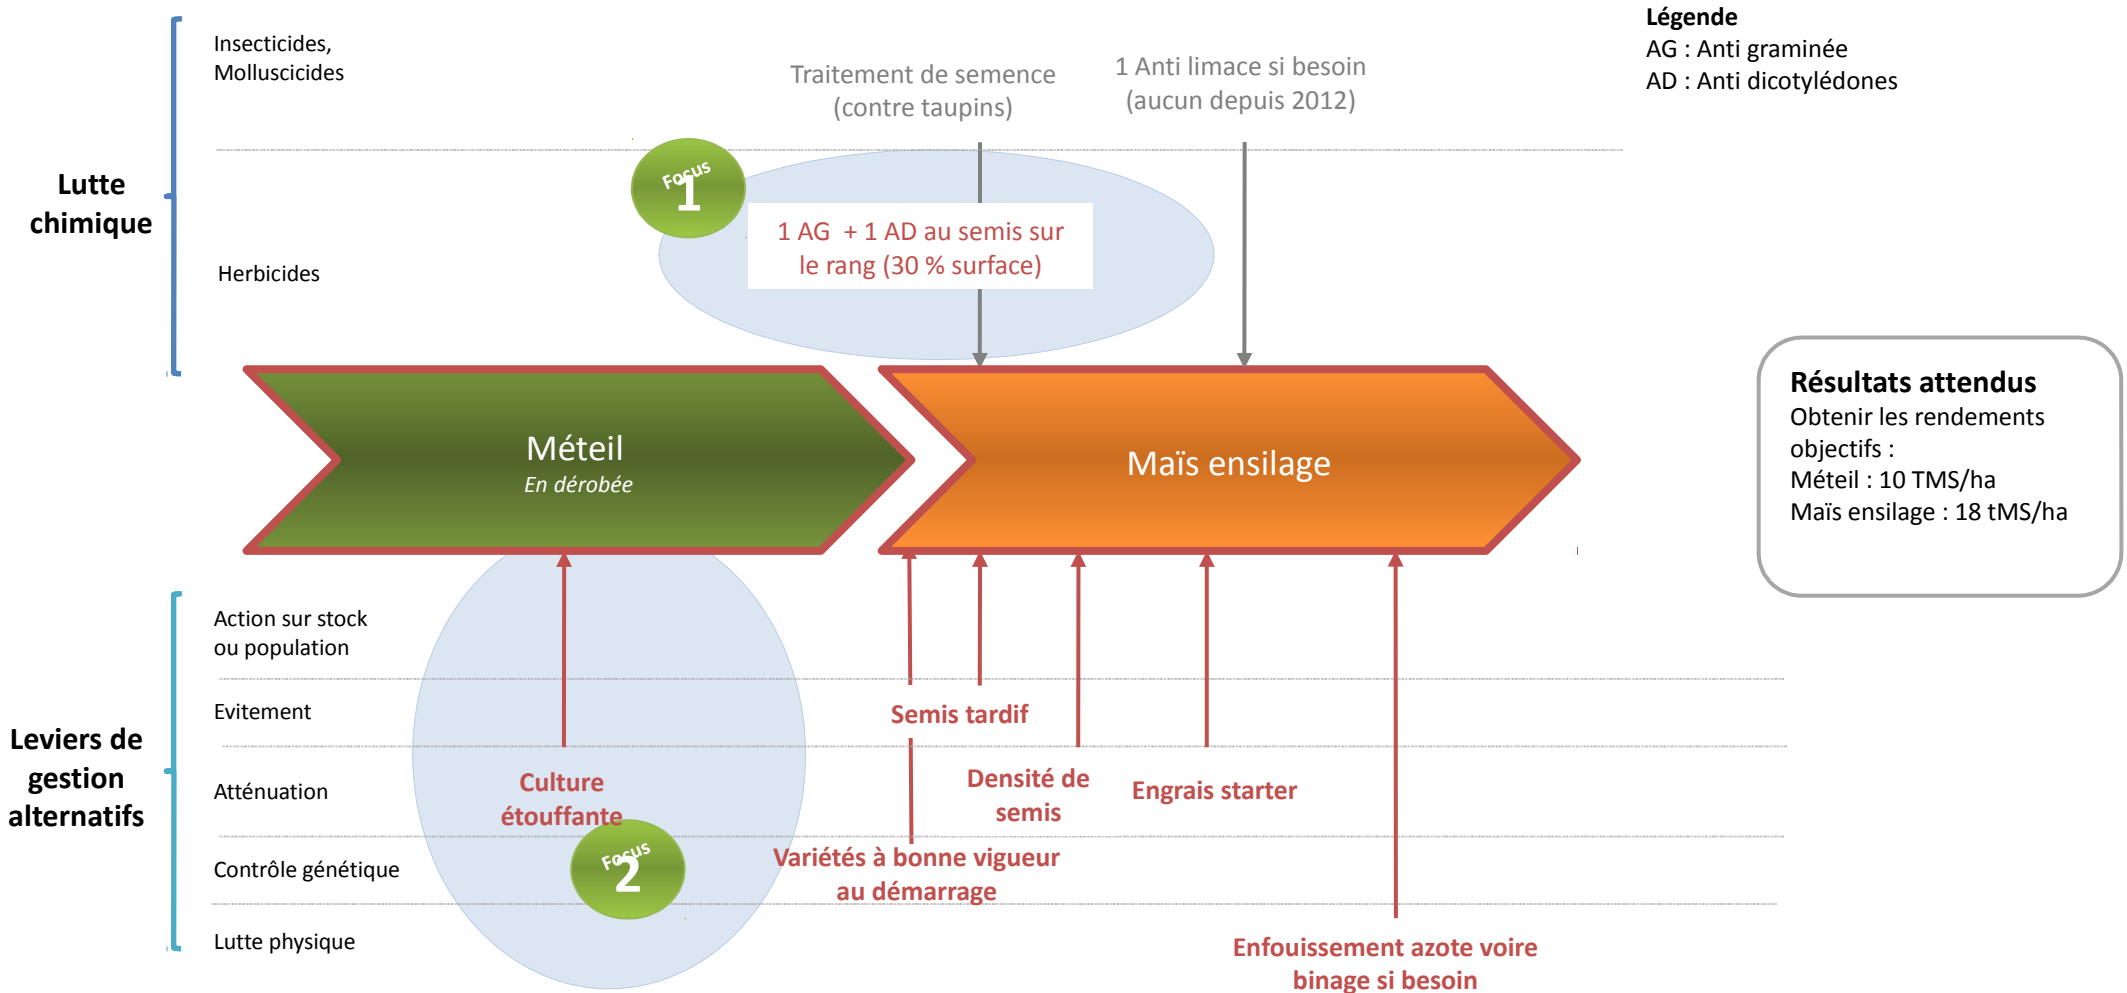 Légende
AG : Anti graminée
AD : Anti dicotylédones
Insecticides,
Molluscicides
Traitement de semence
(contre taupins)
1 Anti limace si besoin
(aucun depuis 2012)
Lutte
chimique
Focus
1
1 AG + 1 AD au semis sur
le rang (30 % surface)
Herbicides
Méteil
En dérobée
Maïs ensilage
Résultats attendus
Obtenir les rendements
objectifs :
Méteil : 10 TMS/ha
Maïs ensilage : 18 tMS/ha
Leviers de
gestion
alternatifs
Action sur stock
ou population
Evitement
Semis tardif
Atténuation
Culture
étouffante
Densité de
semis
Engrais starter
Contrôle génétique
Focus
2
Variétés à bonne vigueur
au démarrage
Lutte physique
Enfouissement azote voire
binage si besoin